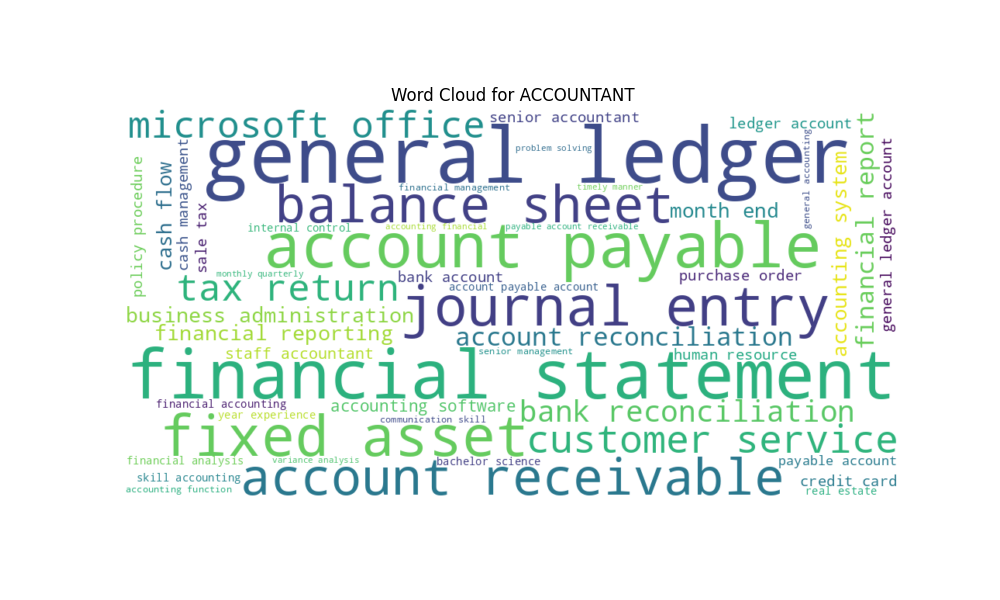 Word Cloud for ACCOUNTANT
microsoft office
senior accountant
ledger account
general ledger
problem solving
general accounting
financial report
general ledger account
accounting system
policy procedure
cash flow
cash management
sale tax
financial management
timely manner
balance sheet
month end
internal control
accounting financial
payable account receivable
account payable
monthly quarterly
bank account
purchase order
tax return
account payable account
journal entry
business administration
financial reporting
account reconciliation
staff accountant
senior management
human resource
financial statement
financial accounting
accounting software
year experience
communication skill
bank reconciliation
fixed asset
customer service
financial analysis
variance analysis
bachelor science
payable account
skill accounting
account receivable
credit card
accounting function
real estate